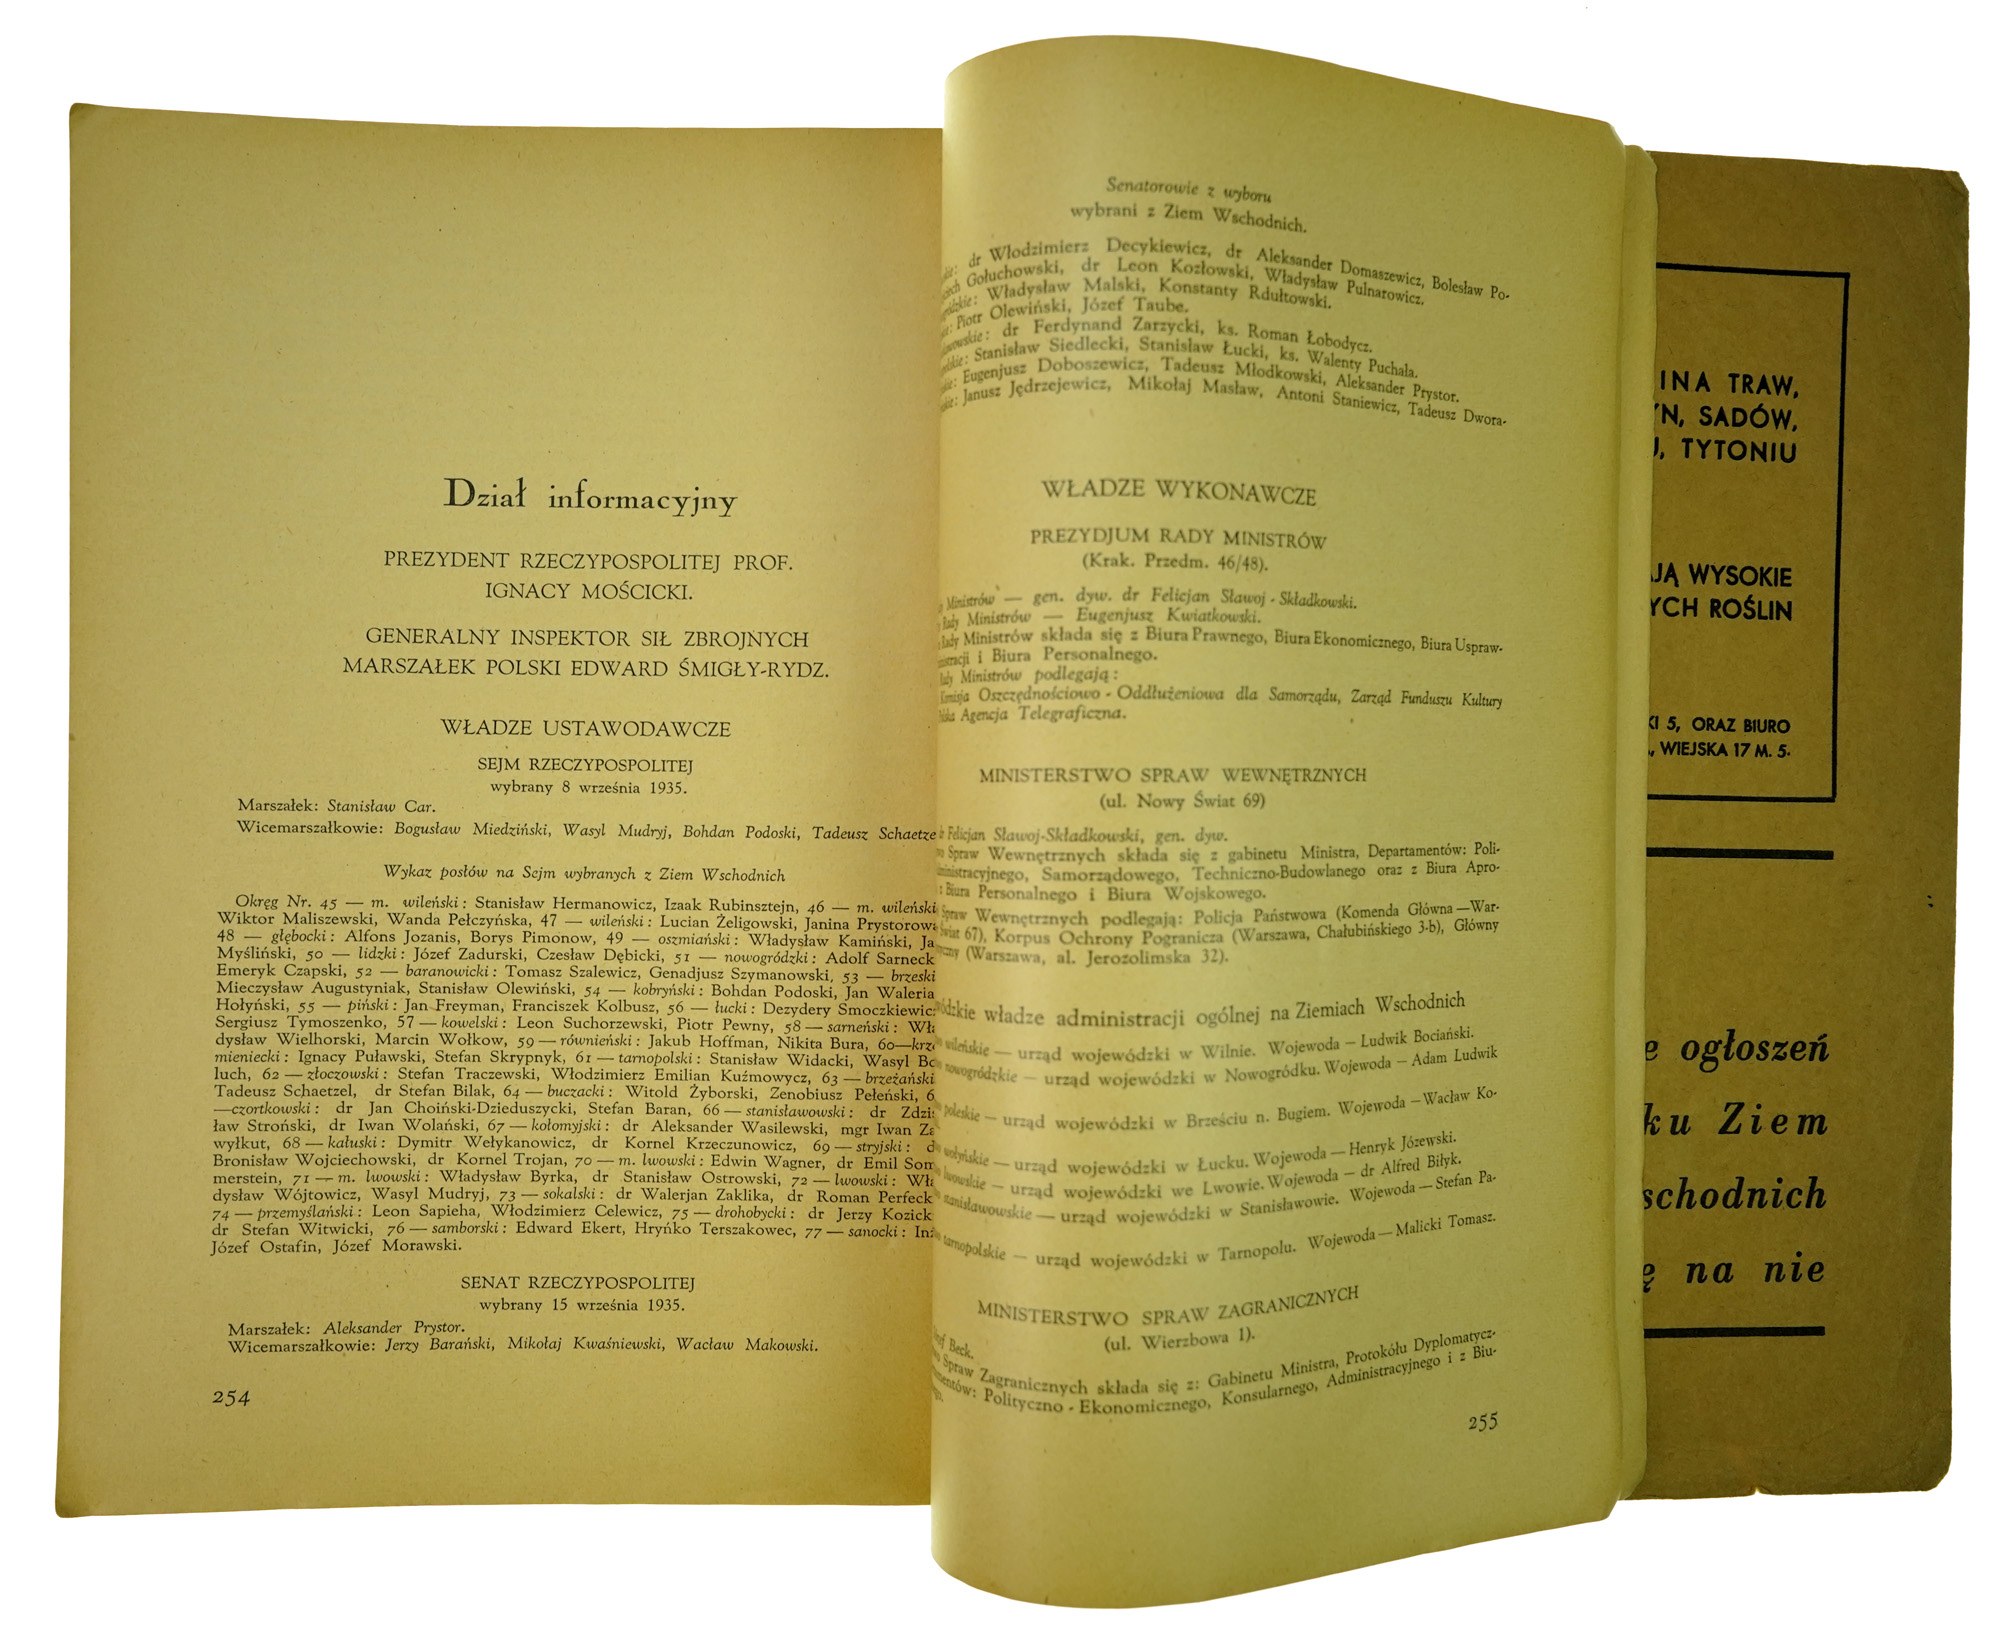 Dział informacyjny
PREZYDENT RZECZYPOSPOLITEJ PROF.
IGNACY MOŚCICKI.
GENERALNY INSPEKTOR SIŁ ZBROJNYCH
MARSZAŁEK POLSKI EDWARD ŚMIGŁY-RYDZ.
WŁADZE USTAWODAWCZE
SEJM RZECZYPOSPOLITEJ
wybrany 8 września 1935.
Marszałek: Stanisław Car.
Wicemarszałkowie: Bogusław Miedziński, Wasyl Mudryj, Bohdan Podoski, Tadeusz Schaetze
Wykaz posłów na Sejm wybranych z Ziem Wschodnich
Okręg Nr. 45 — m. wileński: Stanisław Hermanowicz, Izaak Rubinsztejn, 46 — m. wileński
Wiktor Maliszewski, Wanda Pełczyńska, 47 — wileński: Lucian Żeligowski, Janina Prystorowa
48 — głębocki: Alfons Jozanis, Borys Pimonow, 49 — oszmiański: Władysław Kamiński, Ja
Myśliński, 50 — lidzki: Józef Zadurski, Czesław Dębicki, 51 — nowogródzki: Adolf Sarneck
Emeryk Czapski, 52 — baranowicki: Tomasz Szalewicz, Genadjusz Szymanowski, 53 — brzeski
Mieczysław Augustyniak, Stanisław Olewiński, 54 — kobryński: Bohdan Podoski, Jan Waleria
Hołyński, 55 — piński: Jan Freyman, Franciszek Kolbusz, 56 — łucki: Dezydery Smoczkiewic
Sergiusz Tymoszenko, 57 — kowelski: Leon Suchorzewski, Piotr Pewny, 58 — sarneński: Wła
dysław Wielhorski, Marcin Wołkow, 59 — równieński: Jakub Hoffman, Nikita Bura, 60 — krze
mieniecki: Ignacy Puławski, Stefan Skrypnyk, 61 — tarnopolski: Stanisław Widacki, Wasyl Bo
luch, 62 — złoczowski: Stefan Traczewski, Włodzimierz Emilian Kuźmowycz, 63 — brzeżański
Tadeusz Schaetzel, dr Stefan Bilak, 64 — buczacki: Witold Żyborski, Zenobiusz Pełeński, 6
— czortkowski: dr Jan Choiński-Dzieduszycki, Stefan Baran, 66 — stanisławowski: dr Zdzi
ław Stroński, dr Iwan Wolański, 67 — kołomyjski: dr Aleksander Wasilewski, mgr Iwan Za
wyłkut, 68 — kałuski: Dymitr Wełykanowicz, dr Kornel Krzeczunowicz, 69 — stryjski: d
Bronisław Wojciechowski, dr Kornel Trojan, 70 — m. lwowski: Edwin Wagner, dr Emil Som
merstein, 71 — m. lwowski: Władysław Byrka, dr Stanisław Ostrowski, 72 — lwowski: Wła
dysław Wójtowicz, Wasyl Mudryj, 73 — sokalski: dr Walerjan Zaklika, dr Roman Perfeck
74 — przemyślański: Leon Sapieha, Włodzimierz Celewicz, 75 — drohobycki: dr Jerzy Kozick
dr Stefan Witwicki, 76 — samborski: Edward Ekert, Hryńko Terszakowec, 77 — sanocki: Inż
Józef Ostafin, Józef Morawski.
SENAT RZECZYPOSPOLITEJ
wybrany 15 września 1935.
Marszałek: Aleksander Prystor.
Wicemarszałkowie: Jerzy Barański, Mikołaj Kwaśniewski, Wacław Makowski.
254
Senatorowie z wyboru
wybrani z Ziem Wschodnich.
dr Włodzimierz Decykiewicz, dr Aleksander Domaszewicz, Bolesław Po-
Gołuchowski, dr Leon Kozłowski, Władysław Pulnarowicz.
Władysław Malski, Konstanty Rdułtowski.
Piotr Olewiński, Józef Taube.
dr Ferdynand Zarzycki, ks. Roman Łobodycz.
Stanisław Siedlecki, Stanisław Łucki, ks. Walenty Puchała.
Eugenjusz Doboszewicz, Tadeusz Młodkowski, Aleksander Prystor.
Janusz Jędrzejewicz, Mikołaj Masław, Antoni Staniewicz, Tadeusz Dwora-
WŁADZE WYKONAWCZE
PREZYDJUM RADY MINISTRÓW
(Krak. Przedm. 46/48).
Ministrów — gen. dyw. dr Felicjan Sławoj-Składkowski.
Rady Ministrów — Eugenjusz Kwiatkowski.
Rady Ministrów składa się z Biura Prawnego, Biura Ekonomicznego, Biura Uspraw-
i Biura Personalnego.
Rady Ministrów podlegają:
Komisja Oszczędnościowo-Oddłużeniowa dla Samorządu, Zarząd Funduszu Kultury
Agencja Telegraficzna.
MINISTERSTWO SPRAW WEWNĘTRZNYCH
(ul. Nowy Świat 69)
Felicjan Sławoj-Składkowski, gen. dyw.
Spraw Wewnętrznych składa się z gabinetu Ministra, Departamentów: Poli-
Samorządowego, Techniczno-Budowlanego oraz z Biura Apro-
Biura Personalnego i Biura Wojskowego.
Spraw Wewnętrznych podlegają: Policja Państwowa (Komenda Główna — War-
67), Korpus Ochrony Pogranicza (Warszawa, Chałubińskiego 3-b), Główny
(Warszawa, al. Jerozolimska 32).
władze administracji ogólnej na Ziemiach Wschodnich
wileńskie — urząd wojewódzki w Wilnie. Wojewoda — Ludwik Bociański.
nowogródzkie — urząd wojewódzki w Nowogródku. Wojewoda — Adam Ludwik
poleskie — urząd wojewódzki w Brześciu n. Bugiem. Wojewoda — Wacław Ko-
wołyńskie — urząd wojewódzki w Łucku. Wojewoda — Henryk Józewski.
lwowskie — urząd wojewódzki we Lwowie. Wojewoda — dr Alfred Biłyk.
stanisławowskie — urząd wojewódzki w Stanisławowie. Wojewoda — Stefan Pa-
tarnopolskie — urząd wojewódzki w Tarnopolu. Wojewoda — Malicki Tomasz.
MINISTERSTWO SPRAW ZAGRANICZNYCH
(ul. Wierzbowa 1).
Beck.
Spraw Zagranicznych składa się z: Gabinetu Ministra, Protokółu Dyplomatycz-
Polityczno-Ekonomicznego, Konsularnego, Administracyjnego i z Biu-
255
INA TRAW,
N, SADÓW,
, TYTONIU
JĄ WYSOKIE
YCH ROŚLIN
KI 5, ORAZ BIURO
, WIEJSKA 17 M. 5.
e ogłoszeń
ku Ziem
schodnich
ę na nie